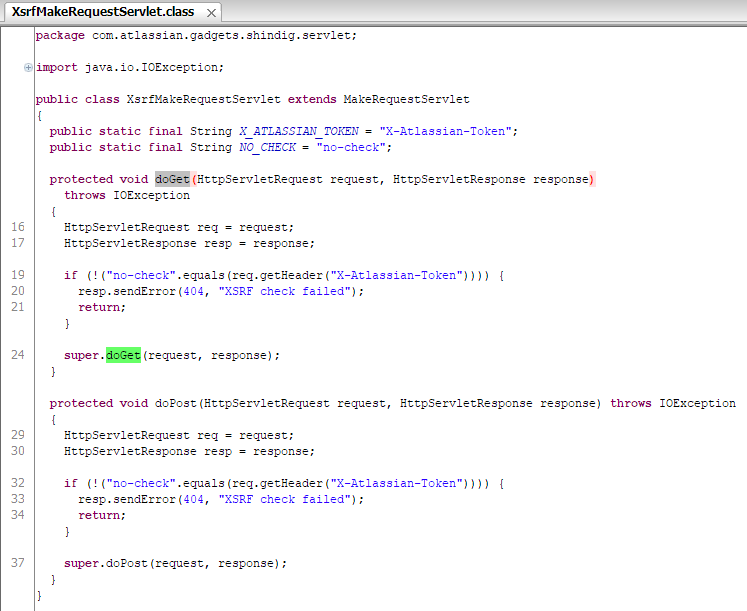 XsrfMakeRequestServlet.class
package com.atlassian.gadgets.shindig.servlet;
import java.io.IOException;
public class XsrfMakeRequestServlet extends MakeRequestServlet
{
public static final String X_ATLASSIAN_TOKEN = "X-Atlassian-Token";
public static final String NO_CHECK = "no-check";
protected void doGet(HttpServletRequest request, HttpServletResponse response)
throws IOException
{
16 HttpServletRequest req = request;
17 HttpServletResponse resp = response;
19 if (!("no-check".equals(req.getHeader("X-Atlassian-Token")))) {
20 resp.sendError(404, "XSRF check failed");
21 return;
}
24 super.doGet(request, response);
}
protected void doPost(HttpServletRequest request, HttpServletResponse response) throws IOException
{
29 HttpServletRequest req = request;
30 HttpServletResponse resp = response;
32 if (!("no-check".equals(req.getHeader("X-Atlassian-Token")))) {
33 resp.sendError(404, "XSRF check failed");
34 return;
}
37 super.doPost(request, response);
}
}